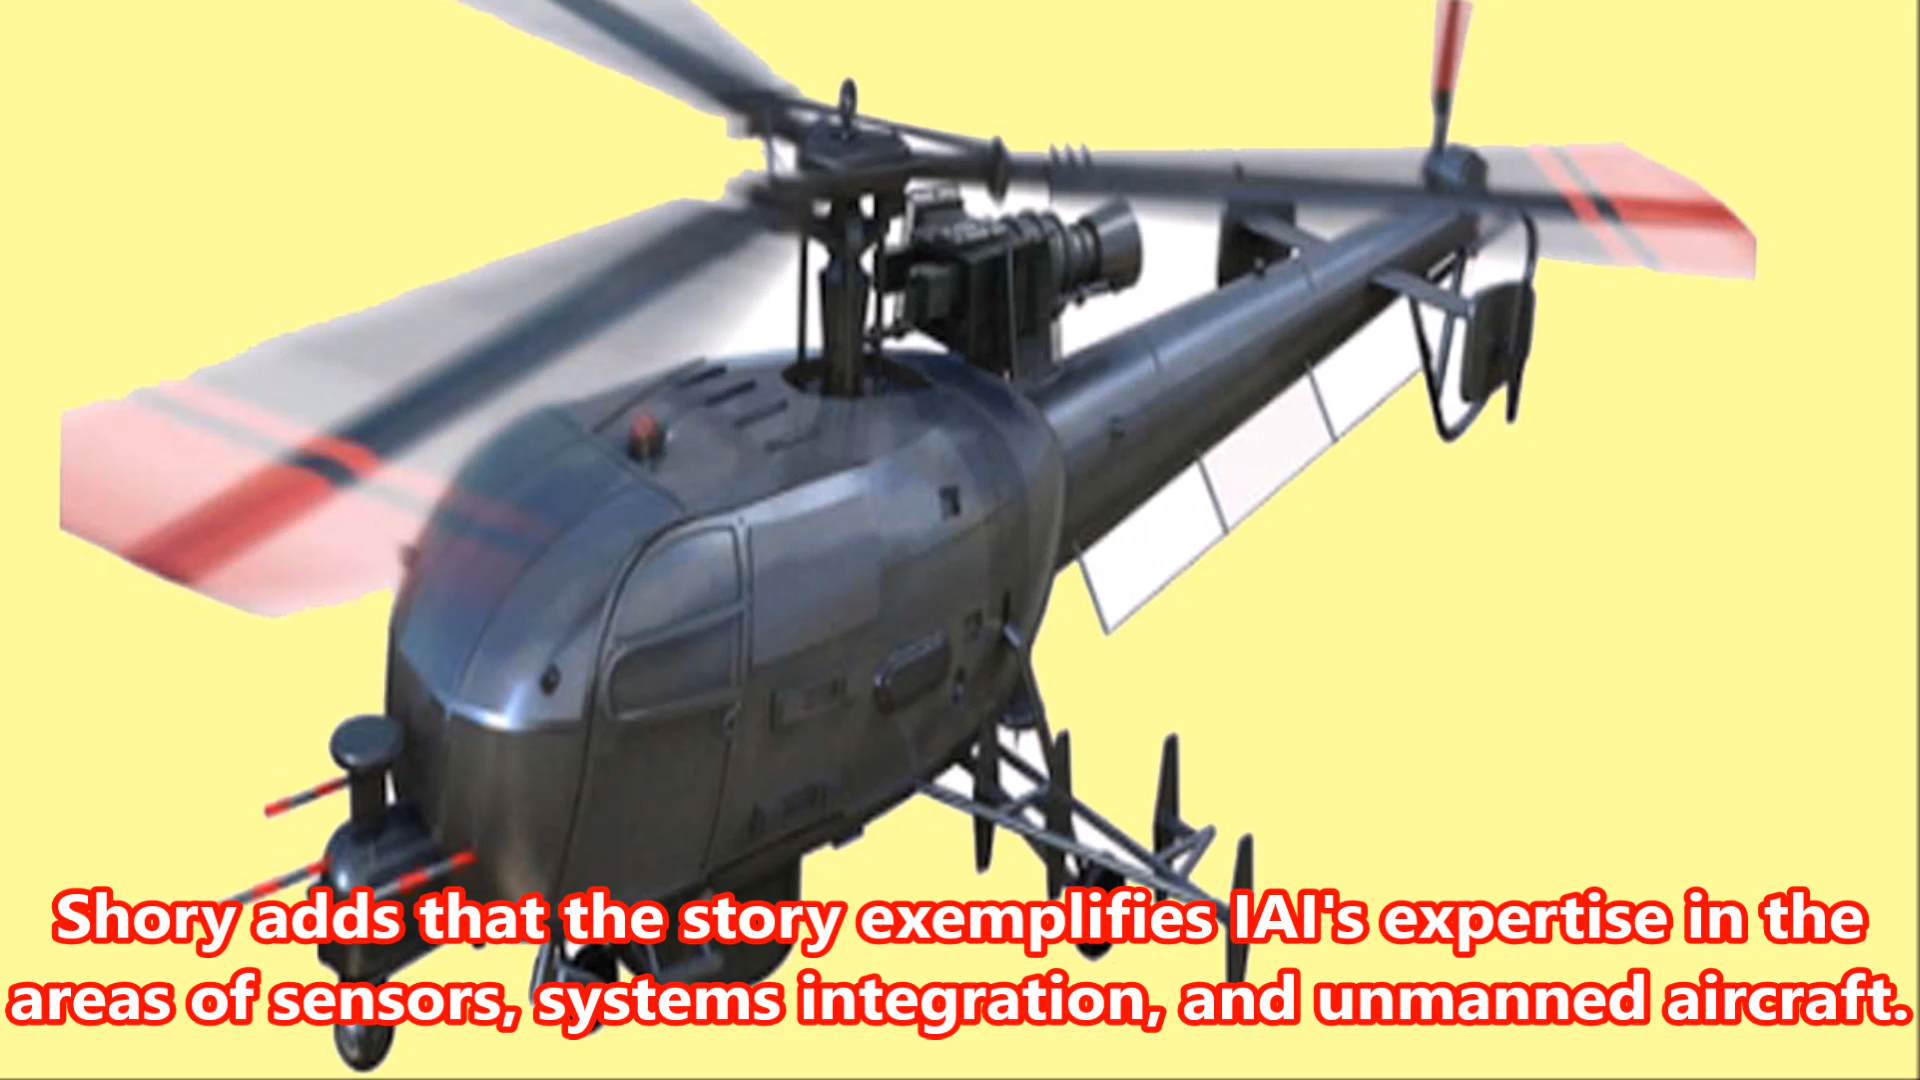 Shory adds that the story exemplifies IAI's expertise in the
areas of sensors, systems integration, and unmanned aircraft.